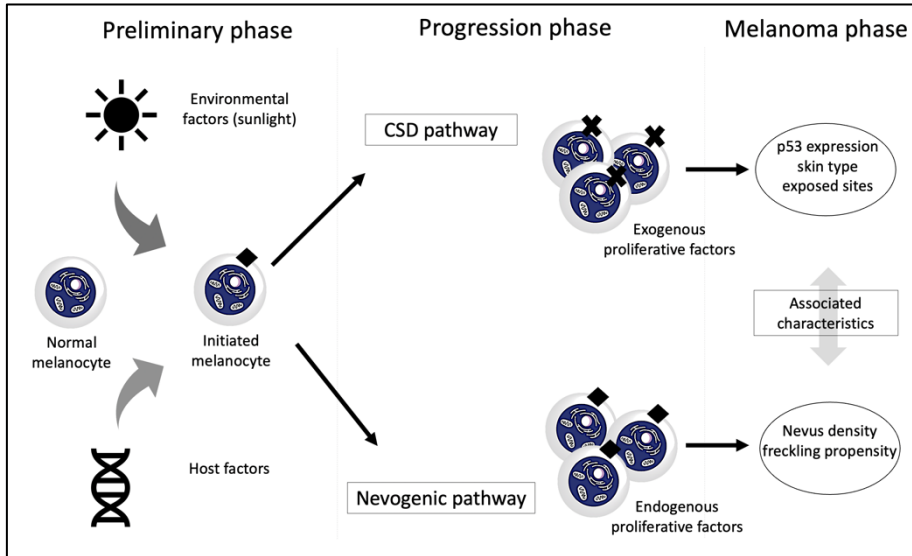 Preliminary phase
Progression phase
Melanoma phase
Environmental
factors (sunlight)
CSD pathway
p53 expression
skin type
exposed sites
Exogenous
proliferative factors
Normal
melanocyte
Initiated
melanocyte
Associated
characteristics
Host factors
Nevogenic pathway
Endogenous
proliferative factors
Nevus density
freckling propensity